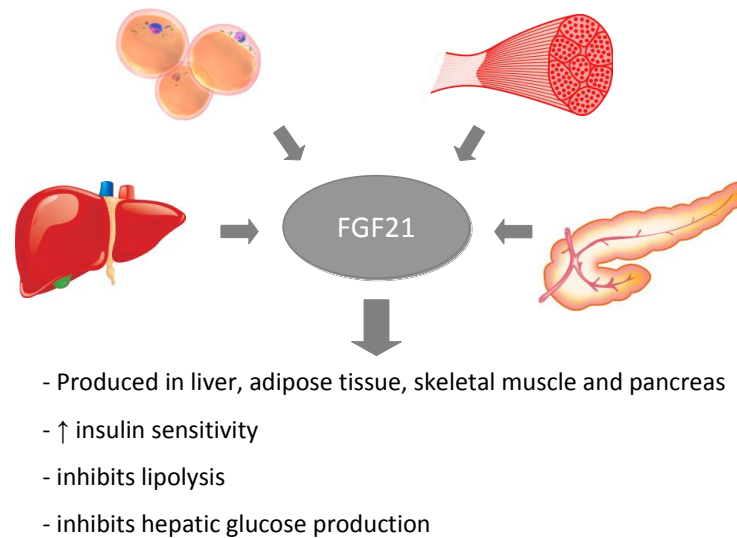 FGF21
- Produced in liver, adipose tissue, skeletal muscle and pancreas
- ↑ insulin sensitivity
- inhibits lipolysis
- inhibits hepatic glucose production